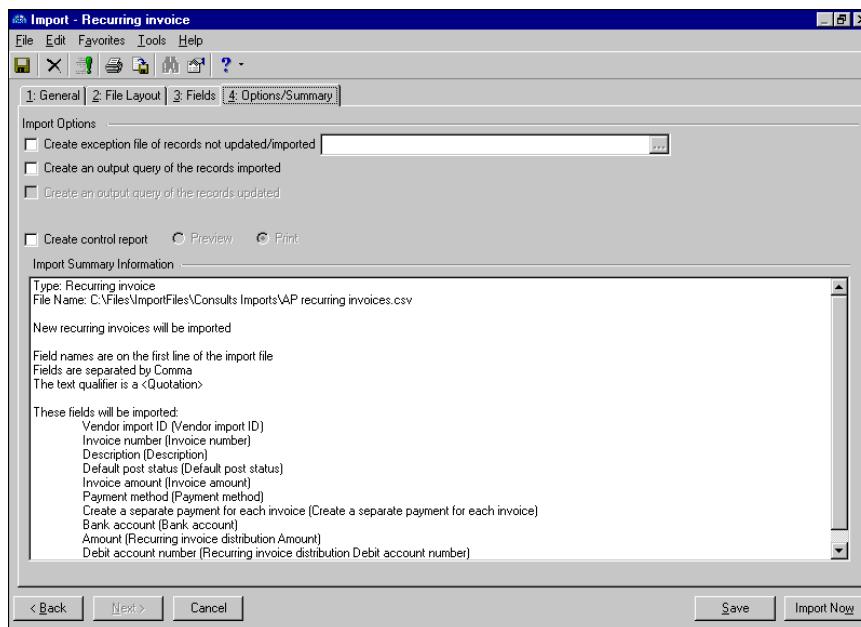 Import - Recurring invoice
File Edit Favorites Tools Help
1: General 2: File Layout 3: Fields 4: Options/Summary
Import Options
Create exception file of records not updated/imported ...
Create an output query of the records imported
Create an output query of the records updated
Create control report Preview Print
Import Summary Information
Type: Recurring invoice
File Name: C:\Files\ImportFiles\Consults Imports\AP recurring invoices.csv
New recurring invoices will be imported
Field names are on the first line of the import file
Fields are separated by Comma
The text qualifier is a <Quotation>
These fields will be imported:
Vendor import ID (Vendor import ID)
Invoice number (Invoice number)
Description (Description)
Default post status (Default post status)
Invoice amount (Invoice amount)
Payment method (Payment method)
Create a separate payment for each invoice (Create a separate payment for each invoice)
Bank account (Bank account)
Amount (Recurring invoice distribution Amount)
Debit account number (Recurring invoice distribution Debit account number)
< Back Next > Cancel Save Import Now